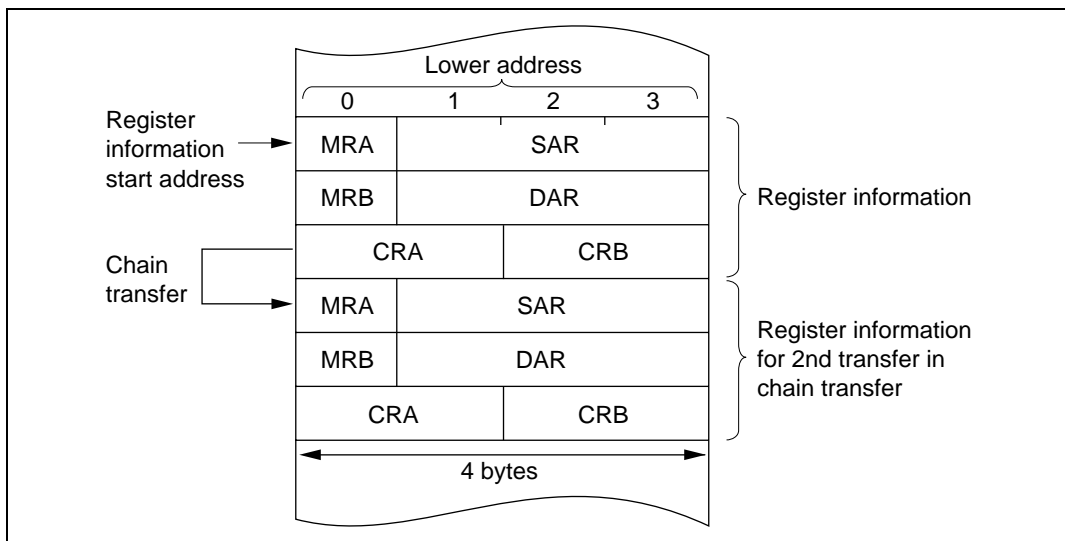 Lower address
0 1 2 3
Register
information
start address
MRA SAR
MRB DAR
CRA CRB
Register information
Chain
transfer
MRA SAR
MRB DAR
CRA CRB
Register information
for 2nd transfer in
chain transfer
4 bytes